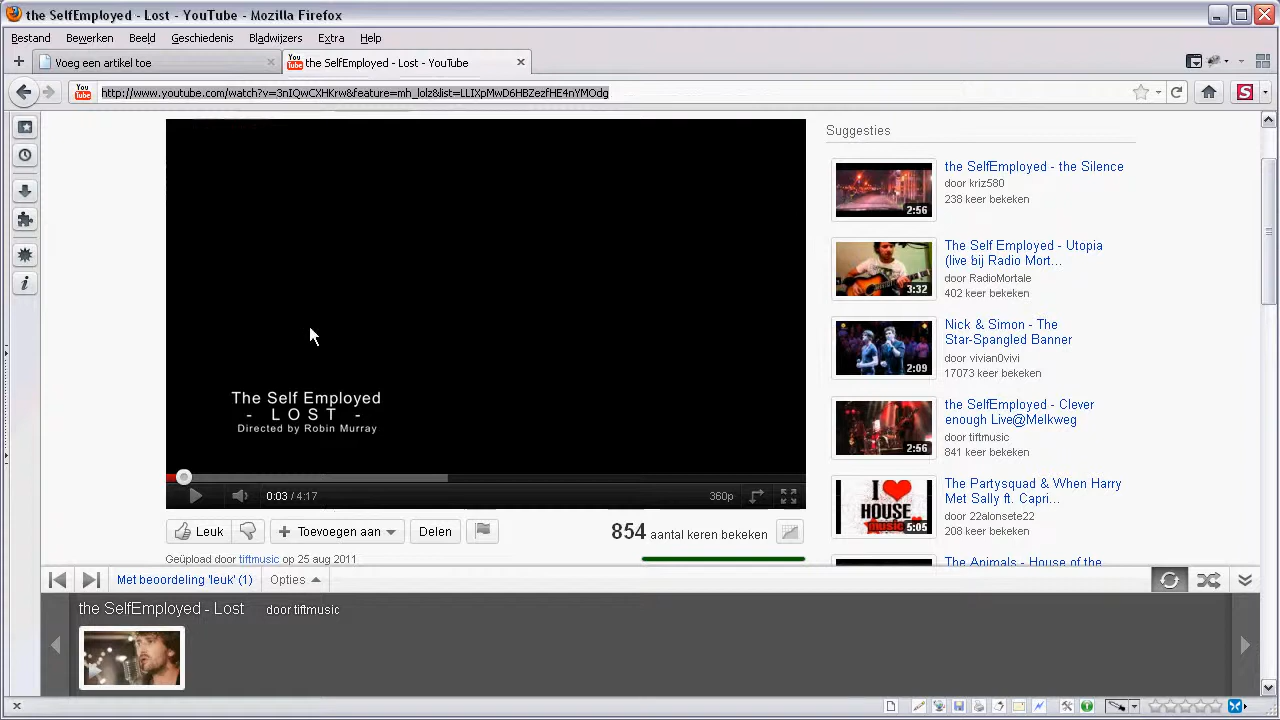 the SelfEmployed - Lost - YouTube - Mozilla Firefox
Bestand Bewerken Beeld Geschiedenis Bladwijzers Extra Help
Voeg een artikel toe
You Tube the SelfEmployed - Lost - YouTube
You Tube http://www.youtube.com/watch?v=3nIQwCXHKrw&feature=mh_lolz&list=LLIXpMwD6HBZezfHE4nYMOdg
The Self Employed
- LOST -
Directed by Robin Murray
0:03 / 4:17
360p
Leuk
Toevoegen aan
Delen
854 aantal keren bekeken
Geüpload door tiftmusic op 25 aug 2011
Suggesties
2:56
the SelfEmployed - the Silence
door kriz580
238 keer bekeken
3:32
The Self Employed - Utopia
(live bij Radio Mort...
door RadioMortale
402 keer bekeken
2:09
Nick & Simon - The
Star-Spangled Banner
door vivian0vivi
17073 keer bekeken
2:56
the SelfEmployed - Clever
enough Live@Melkweg
door tiftmusic
841 keer bekeken
I ♥
HOUSE
MUSIC
5:05
The Partysquad & When Harry
Met Sally ft. Capri...
door 22alonsete22
208 keer bekeken
The Animals - House of the
Met beoordeling 'leuk' (1)
Opties
the SelfEmployed - Lost door tiftmusic